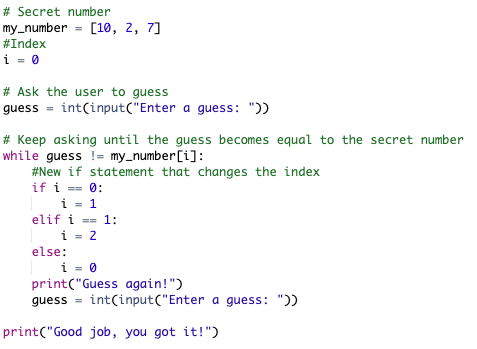 # Secret number
my_number = [10, 2, 7]
#Index
i = 0

# Ask the user to guess
guess = int(input("Enter a guess: "))

# Keep asking until the guess becomes equal to the secret number
while guess != my_number[i]:
    #New if statement that changes the index
    if i == 0:
        i = 1
    elif i == 1:
        i = 2
    else:
        i = 0
    print("Guess again!")
    guess = int(input("Enter a guess: "))

print("Good job, you got it!")